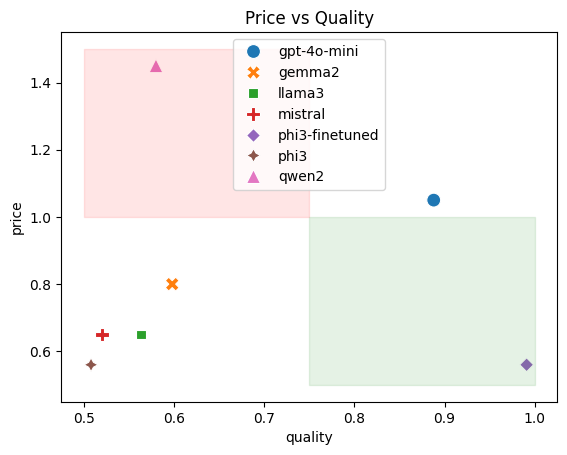 Price vs Quality
gpt-4o-mini
gemma2
llama3
mistral
phi3-finetuned
phi3
qwen2
price
1.4
1.2
1.0
0.8
0.6
0.5 0.6 0.7 0.8 0.9 1.0
quality